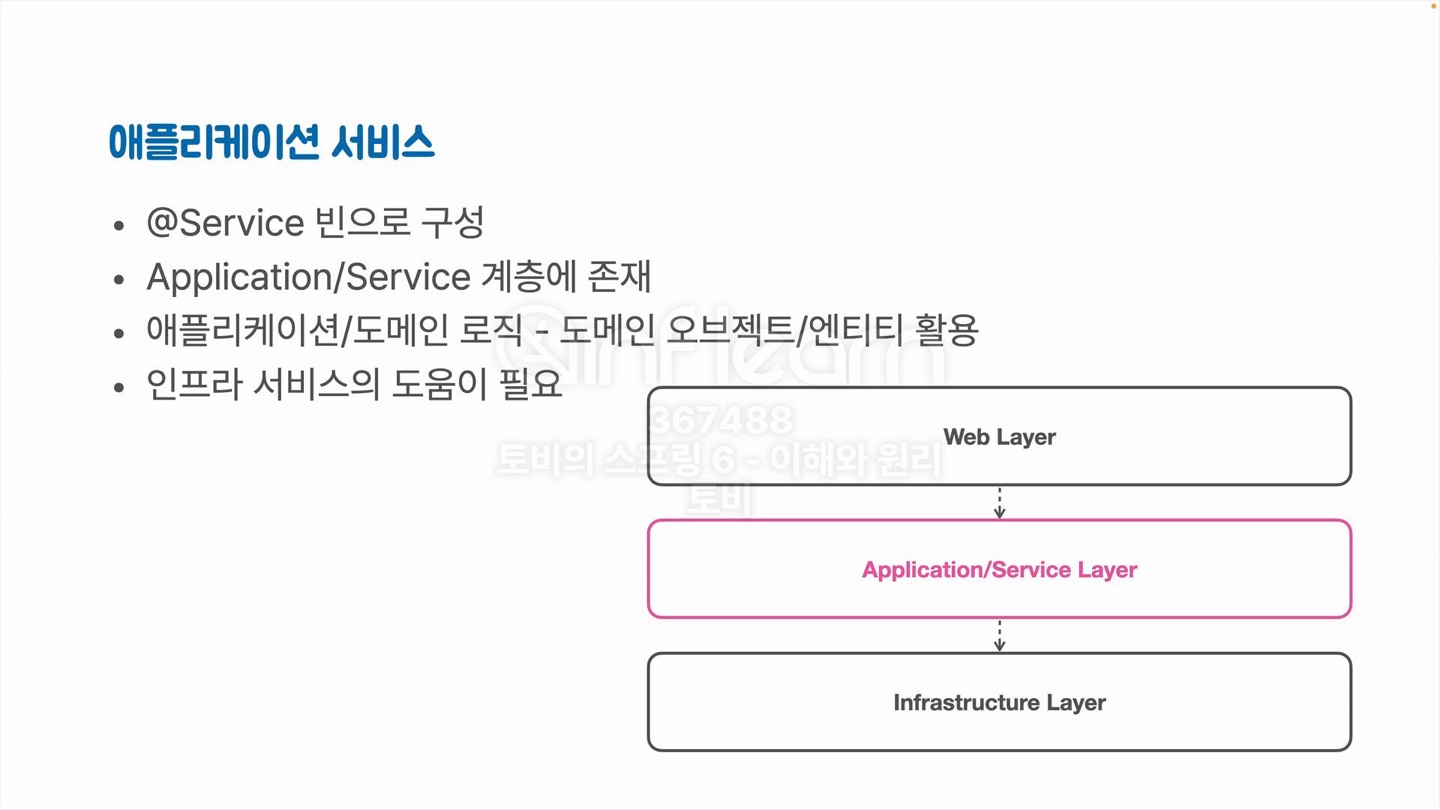 애플리케이션 서비스
• @Service 빈으로 구성
• Application/Service 계층에 존재
• 애플리케이션/도메인 로직 - 도메인 오브젝트/엔티티 활용
• 인프라 서비스의 도움이 필요
inflearn
367488
토비의 스프링 6 - 이해와 원리
토비
Web Layer
Application/Service Layer
Infrastructure Layer